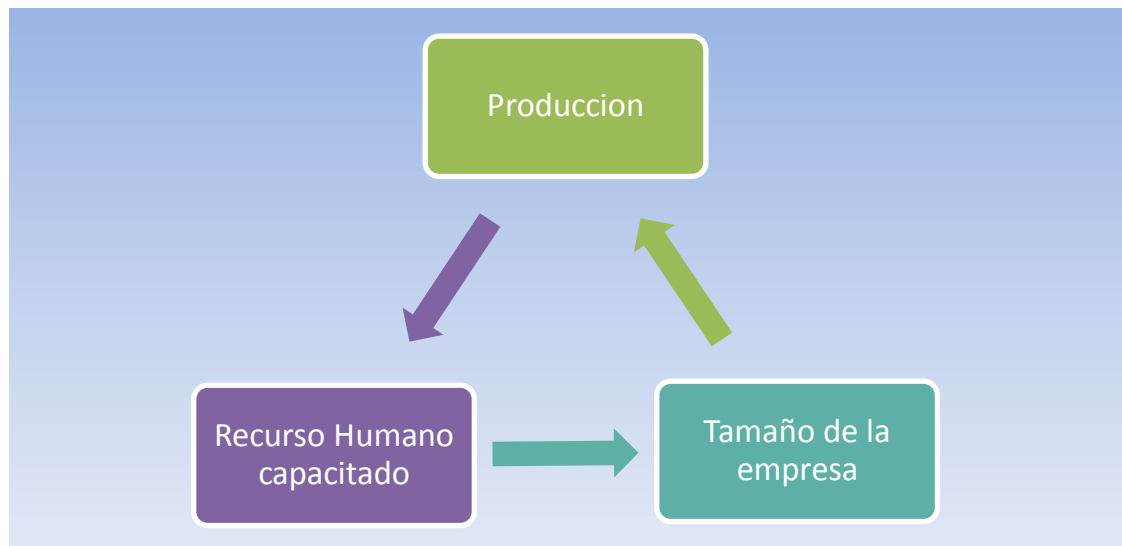 Produccion
Recurso Humano
capacitado
Tamaño de la
empresa